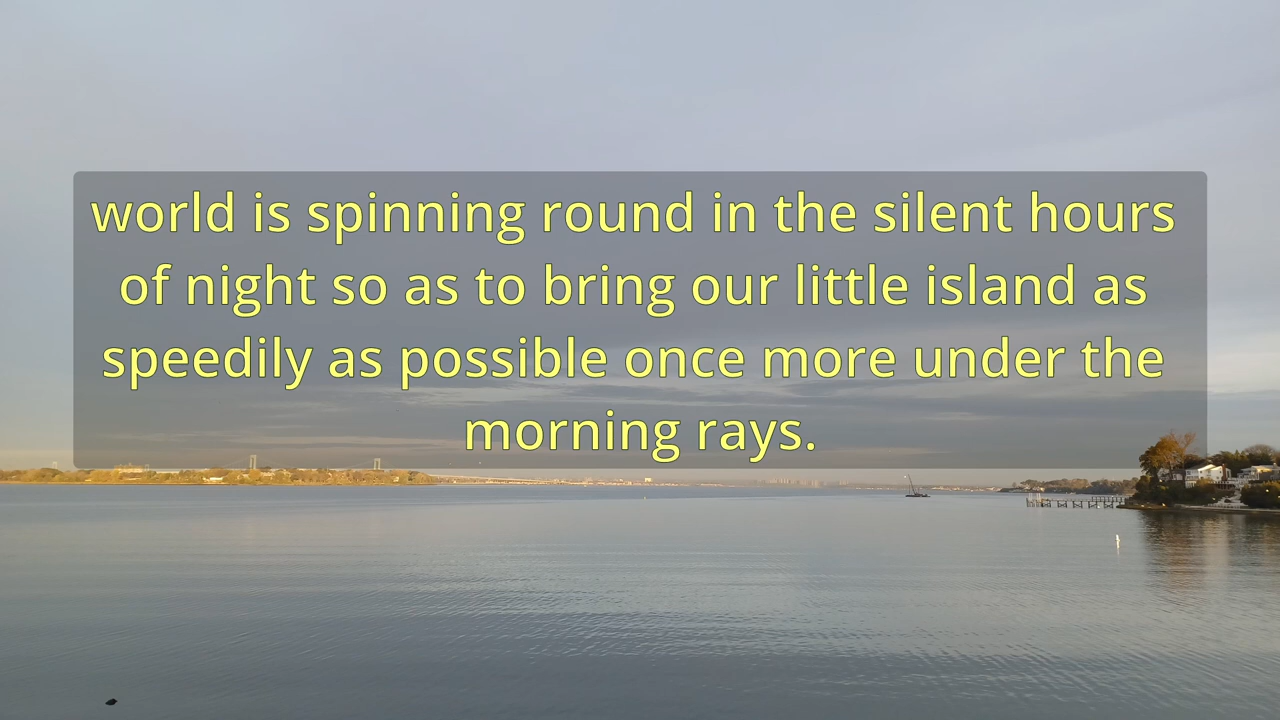 world is spinning round in the silent hours
of night so as to bring our little island as
speedily as possible once more under the
morning rays.